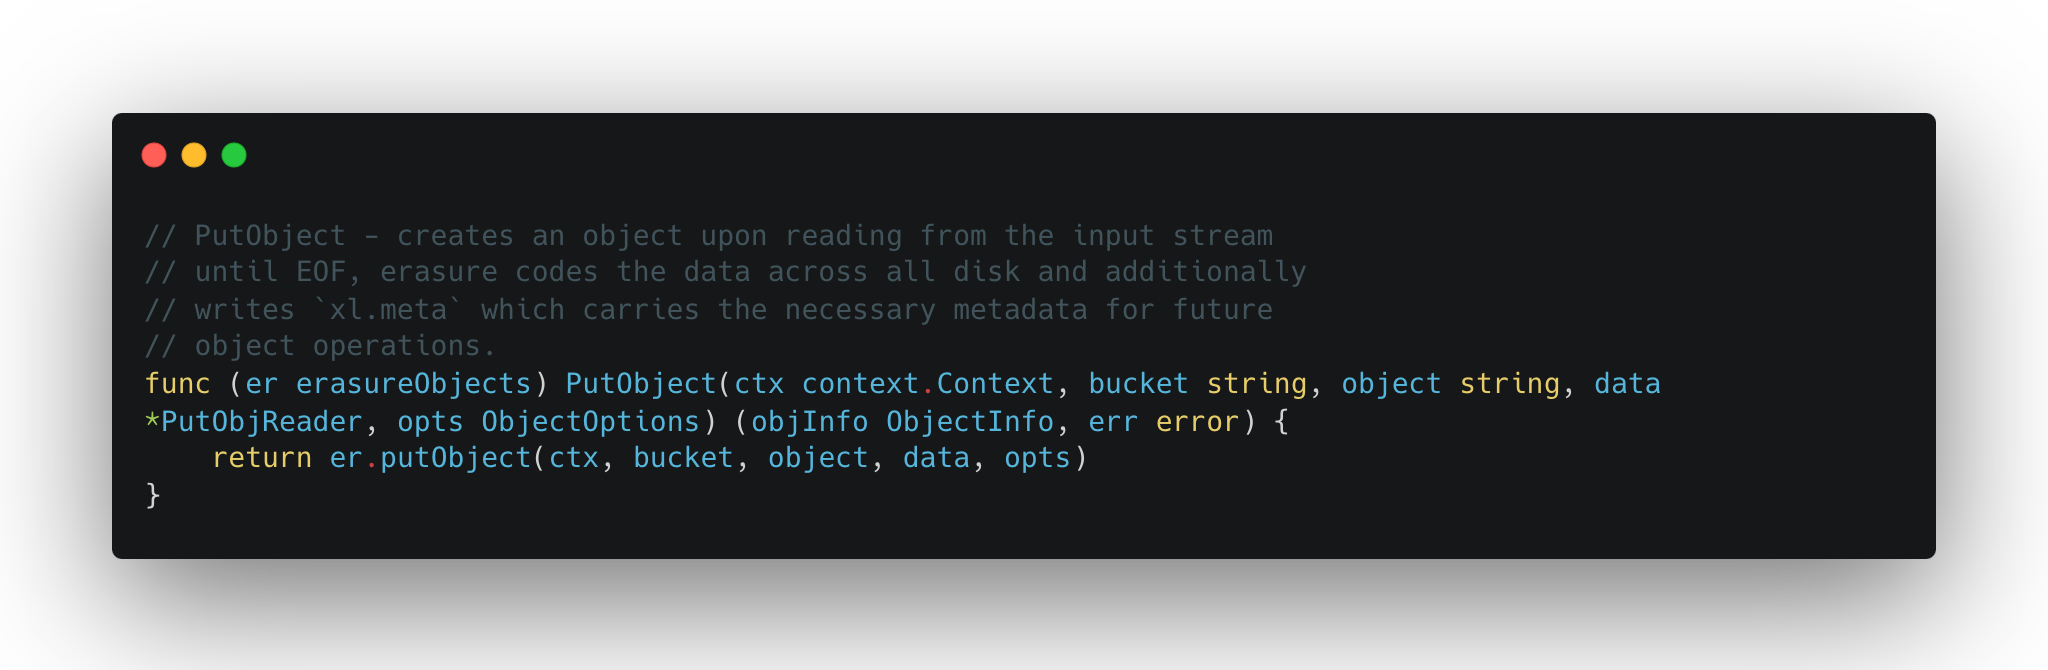 // PutObject - creates an object upon reading from the input stream
// until EOF, erasure codes the data across all disk and additionally
// writes `xl.meta` which carries the necessary metadata for future
// object operations.
func (er erasureObjects) PutObject(ctx context.Context, bucket string, object string, data
*PutObjReader, opts ObjectOptions) (objInfo ObjectInfo, err error) {
    return er.putObject(ctx, bucket, object, data, opts)
}